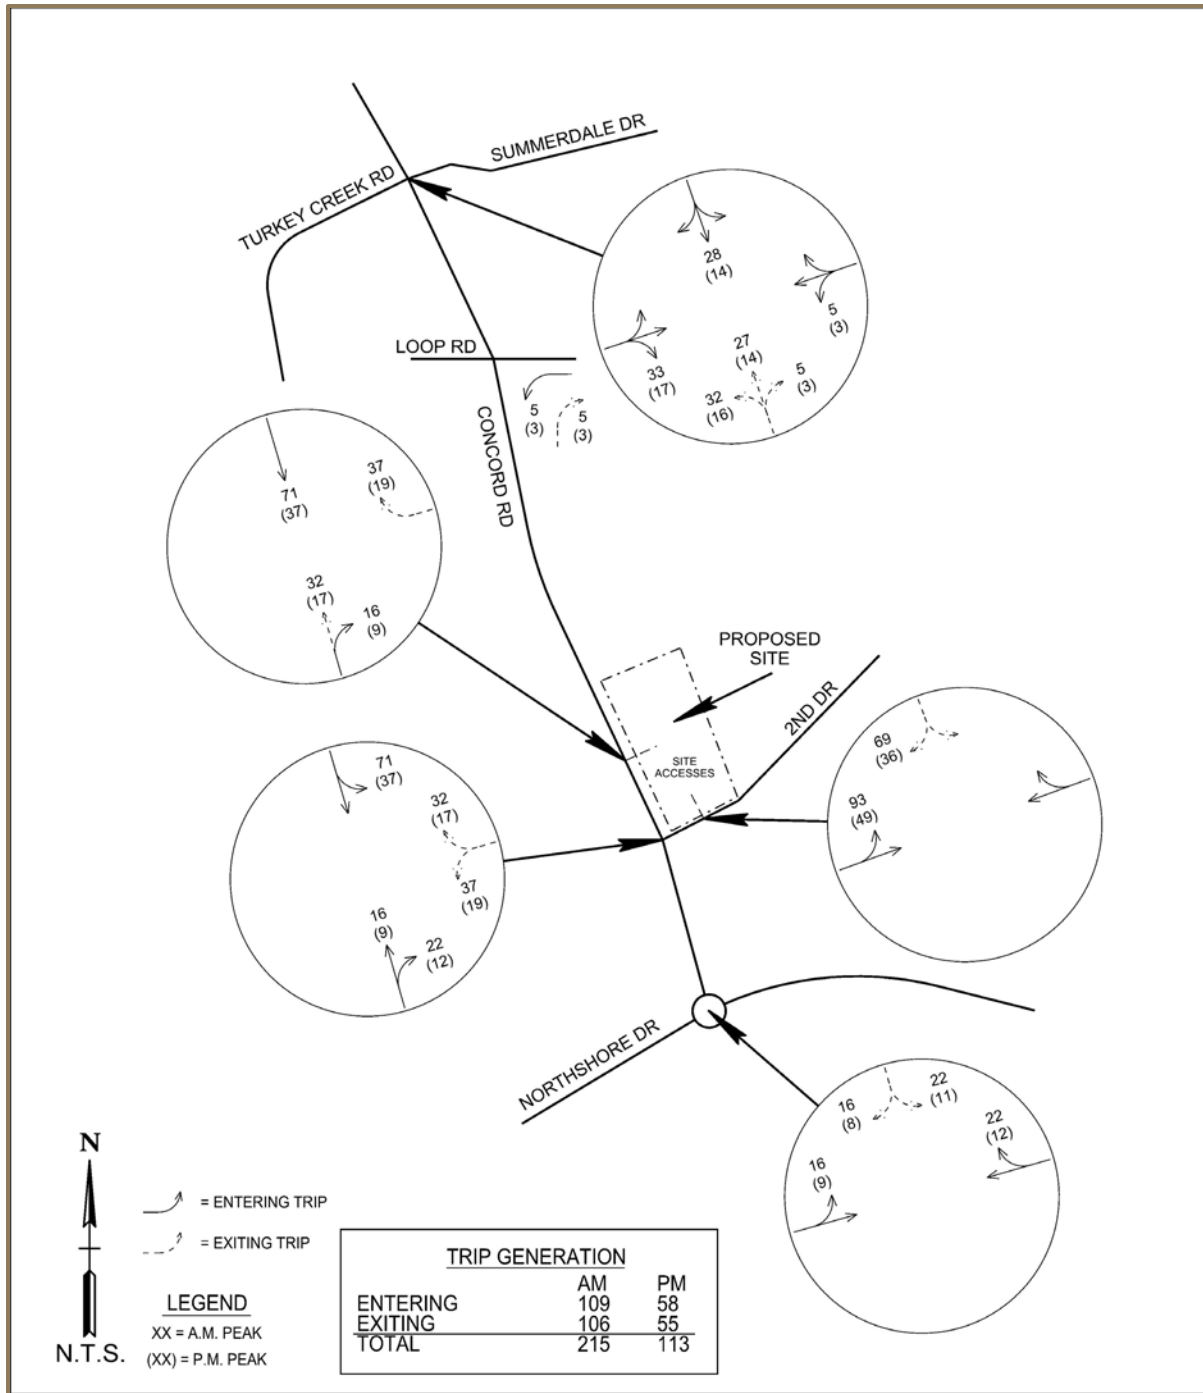 SUMMERDALE DR
TURKEY CREEK RD
28
(14)
5
(3)
33
(17)
27
(14)
5
(3)
32
(16)
LOOP RD
5
(3)
5
(3)
CONCORD RD
37
(19)
71
(37)
32
(17)
16
(9)
PROPOSED
SITE
2ND DR
SITE
ACCESSES
69
(36)
93
(49)
71
(37)
32
(17)
37
(19)
16
(9)
22
(12)
NORTHSHORE DR
16
(8)
22
(11)
22
(12)
16
(9)
N
N.T.S.
= ENTERING TRIP
= EXITING TRIP
LEGEND
XX = A.M. PEAK
(XX) = P.M. PEAK
TRIP GENERATION
AM PM
ENTERING 109 58
EXITING 106 55
TOTAL 215 113